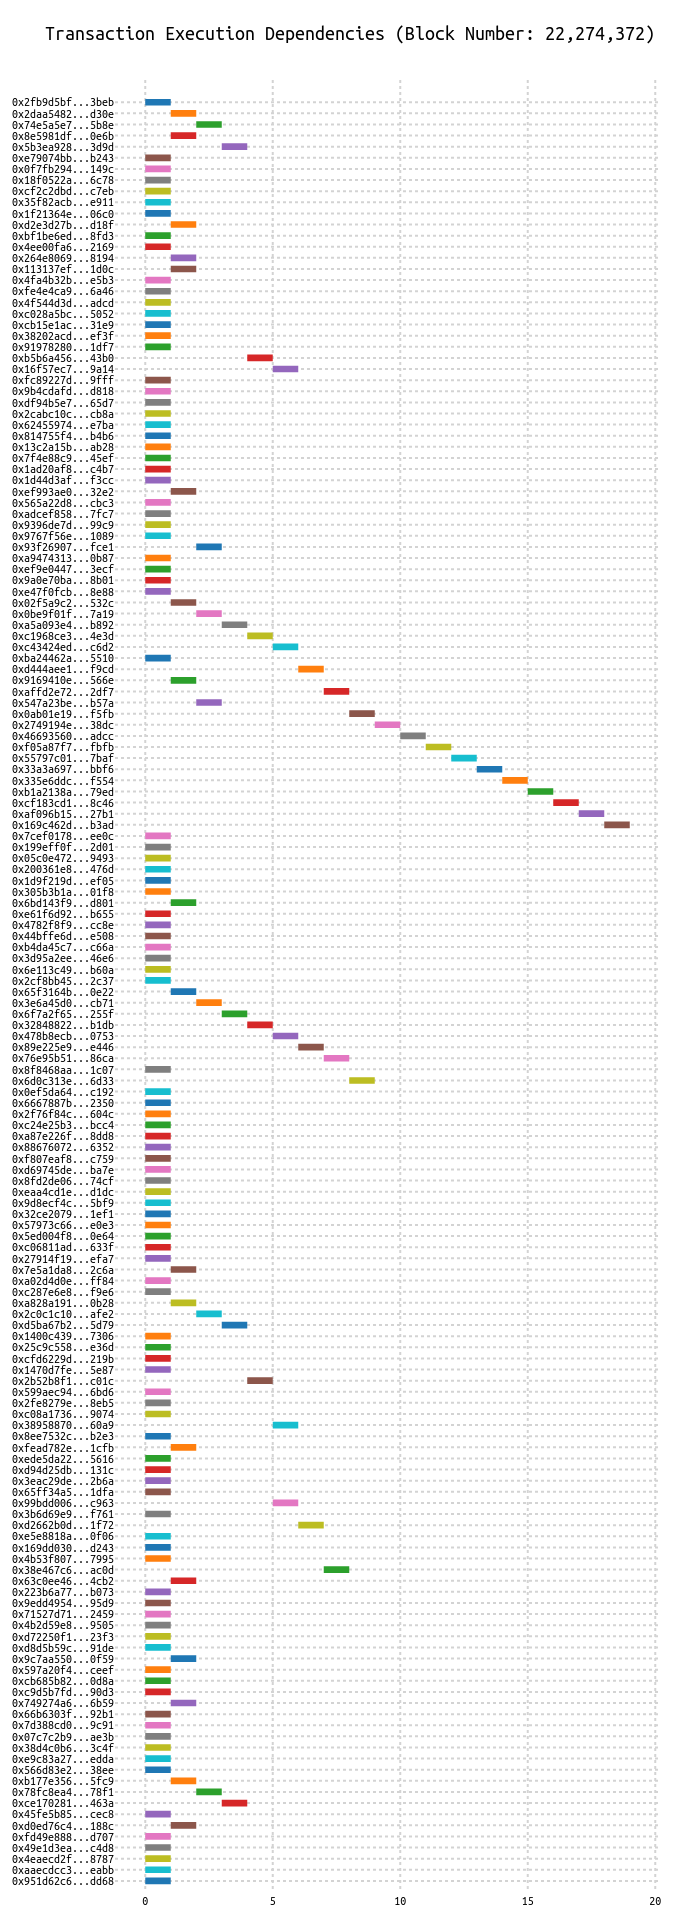 Transaction Execution Dependencies (Block Number: 22,274,372)
0x2fb9d5bf...3beb
0x2daa5482...d30e
0x74e5a5e7...5b8e
0x8e5981df...0e6b
0x5b3ea928...3d9d
0xe79074bb...b243
0x0f7fb294...149c
0x18f0522a...6c78
0xcf2c2dbd...c7eb
0x35f82acb...e911
0x1f21364e...06c0
0xd2e3d27b...d18f
0xbf1be6ed...8fd3
0x4ee00fa6...2169
0x264e8069...8194
0x113137ef...1d0c
0x4fa4b32b...e5b3
0xfe4e4ca9...6a46
0x4f544d3d...adcd
0xc028a5bc...5052
0xcb15e1ac...31e9
0x38202acd...ef3f
0x91978280...1df7
0xb5b6a456...43b0
0x16f57ec7...9a14
0xfc89227d...9fff
0x9b4cdafd...d818
0xdf94b5e7...65d7
0x2cabc10c...cb8a
0x62455974...e7ba
0x814755f4...b4b6
0x13c2a15b...ab28
0x7f4e88c9...45ef
0x1ad20af8...c4b7
0x1d44d3af...f3cc
0xef993ae0...32e2
0x565a22d8...cbc3
0xadcef858...7fc7
0x9396de7d...99c9
0x9767f56e...1089
0x93f26907...fce1
0xa9474313...0b87
0xef9e0447...3ecf
0x9a0e70ba...8b01
0xe47f0fcb...8e88
0x02f5a9c2...532c
0x0be9f01f...7a19
0xa5a093e4...b892
0xc1968ce3...4e3d
0xc43424ed...c6d2
0xba24462a...5510
0xd444aee1...f9cd
0x9169410e...566e
0xaffd2e72...2df7
0x547a23be...b57a
0x0ab01e19...f5fb
0x2749194e...38dc
0x46693560...adcc
0xf05a87f7...fbfb
0x55797c01...7baf
0x33a3a697...bbf6
0x335e6ddc...f554
0xb1a2138a...79ed
0xcf183cd1...8c46
0xaf096b15...27b1
0x169c462d...b3ad
0x7cef0178...ee0c
0x199eff0f...2d01
0x05c0e472...9493
0x200361e8...476d
0x1d9f219d...ef05
0x305b3b1a...01f8
0x6bd143f9...d801
0xe61f6d92...b655
0x4782f8f9...cc8e
0x44bffe6d...e508
0xb4da45c7...c66a
0x3d95a2ee...46e6
0x6e113c49...b60a
0x2cf8bb45...2c37
0x65f3164b...0e22
0x3e6a45d0...cb71
0x6f7a2f65...255f
0x32848822...b1db
0x478b8ecb...0753
0x89e225e9...e446
0x76e95b51...86ca
0x8f8468aa...1c07
0x6d0c313e...6d33
0x0ef5da64...c192
0x6667887b...2350
0x2f76f84c...604c
0xc24e25b3...bcc4
0xa87e226f...8dd8
0x88676072...6352
0xf807eaf8...c759
0xd69745de...ba7e
0x8fd2de06...74cf
0xeaa4cd1e...d1dc
0x9d8ecf4c...5bf9
0x32ce2079...1ef1
0x57973c66...e0e3
0x5ed004f8...0e64
0xc06811ad...633f
0x27914f19...efa7
0x7e5a1da8...2c6a
0xa02d4d0e...ff84
0xc287e6e8...f9e6
0xa828a191...0b28
0x2c0c1c10...afe2
0xd5ba67b2...5d79
0x1400c439...7306
0x25c9c558...e36d
0xcfd6229d...219b
0x1470d7fe...5e87
0x2b52b8f1...c01c
0x599aec94...6bd6
0x2fe8279e...8eb5
0xc08a1736...9074
0x38958870...60a9
0x8ee7532c...b2e3
0xfead782e...1cfb
0xede5da22...5616
0xd94d25db...131c
0x3eac29de...2b6a
0x65ff34a5...1dfa
0x99bdd006...c963
0x3b6d69e9...f761
0xd2662b0d...1f72
0xe5e8818a...0f06
0x169dd030...d243
0x4b53f807...7995
0x38e467c6...ac0d
0x63c0ee46...4cb2
0x223b6a77...b073
0x9edd4954...95d9
0x71527d71...2459
0x4b2d59e8...9505
0xd72250f1...23f3
0xd8d5b59c...91de
0x9c7aa550...0f59
0x597a20f4...ceef
0xcb685b82...0d8a
0xc9d5b7fd...90d3
0x749274a6...6b59
0x66b6303f...92b1
0x7d388cd0...9c91
0x07c7c2b9...ae3b
0x38d4c0b6...3c4f
0xe9c83a27...edda
0x566d83e2...38ee
0xb177e356...5fc9
0x78fc8ea4...78f1
0xce170281...463a
0x45fe5b85...cec8
0xd0ed76c4...188c
0xfd49e888...d707
0x49e1d3ea...c4d8
0x4eaecd2f...8787
0xaaecdcc3...eabb
0x951d62c6...dd68
0 5 10 15 20